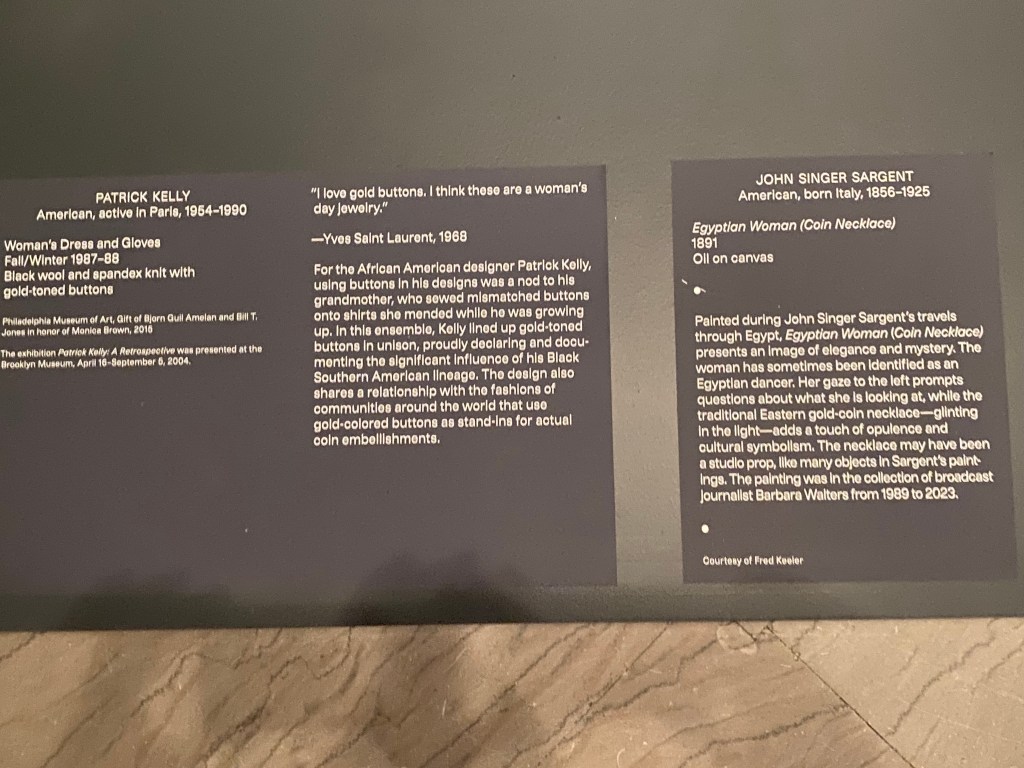 PATRICK KELLY
American, active in Paris, 1954–1990
Woman's Dress and Gloves
Fall/Winter 1987–88
Black wool and spandex knit with
gold-toned buttons
Philadelphia Museum of Art, Gift of Bjorn Guil Amelan and Bill T.
Jones in honor of Monica Brown, 2015
The exhibition Patrick Kelly: A Retrospective was presented at the
Brooklyn Museum, April 16–September 5, 2004.
"I love gold buttons. I think these are a woman's
day jewelry."
—Yves Saint Laurent, 1968
For the African American designer Patrick Kelly,
using buttons in his designs was a nod to his
grandmother, who sewed mismatched buttons
onto shirts she mended while he was growing
up. In this ensemble, Kelly lined up gold-toned
buttons in unison, proudly declaring and docu-
menting the significant influence of his Black
Southern American lineage. The design also
shares a relationship with the fashions of
communities around the world that use
gold-colored buttons as stand-ins for actual
coin embellishments.
JOHN SINGER SARGENT
American, born Italy, 1856–1925
Egyptian Woman (Coin Necklace)
1891
Oil on canvas
Painted during John Singer Sargent's travels
through Egypt, Egyptian Woman (Coin Necklace)
presents an image of elegance and mystery. The
woman has sometimes been identified as an
Egyptian dancer. Her gaze to the left prompts
questions about what she is looking at, while the
traditional Eastern gold-coin necklace—glinting
in the light—adds a touch of opulence and
cultural symbolism. The necklace may have been
a studio prop, like many objects in Sargent's paint-
ings. The painting was in the collection of broadcast
journalist Barbara Walters from 1989 to 2023.
Courtesy of Fred Keeler